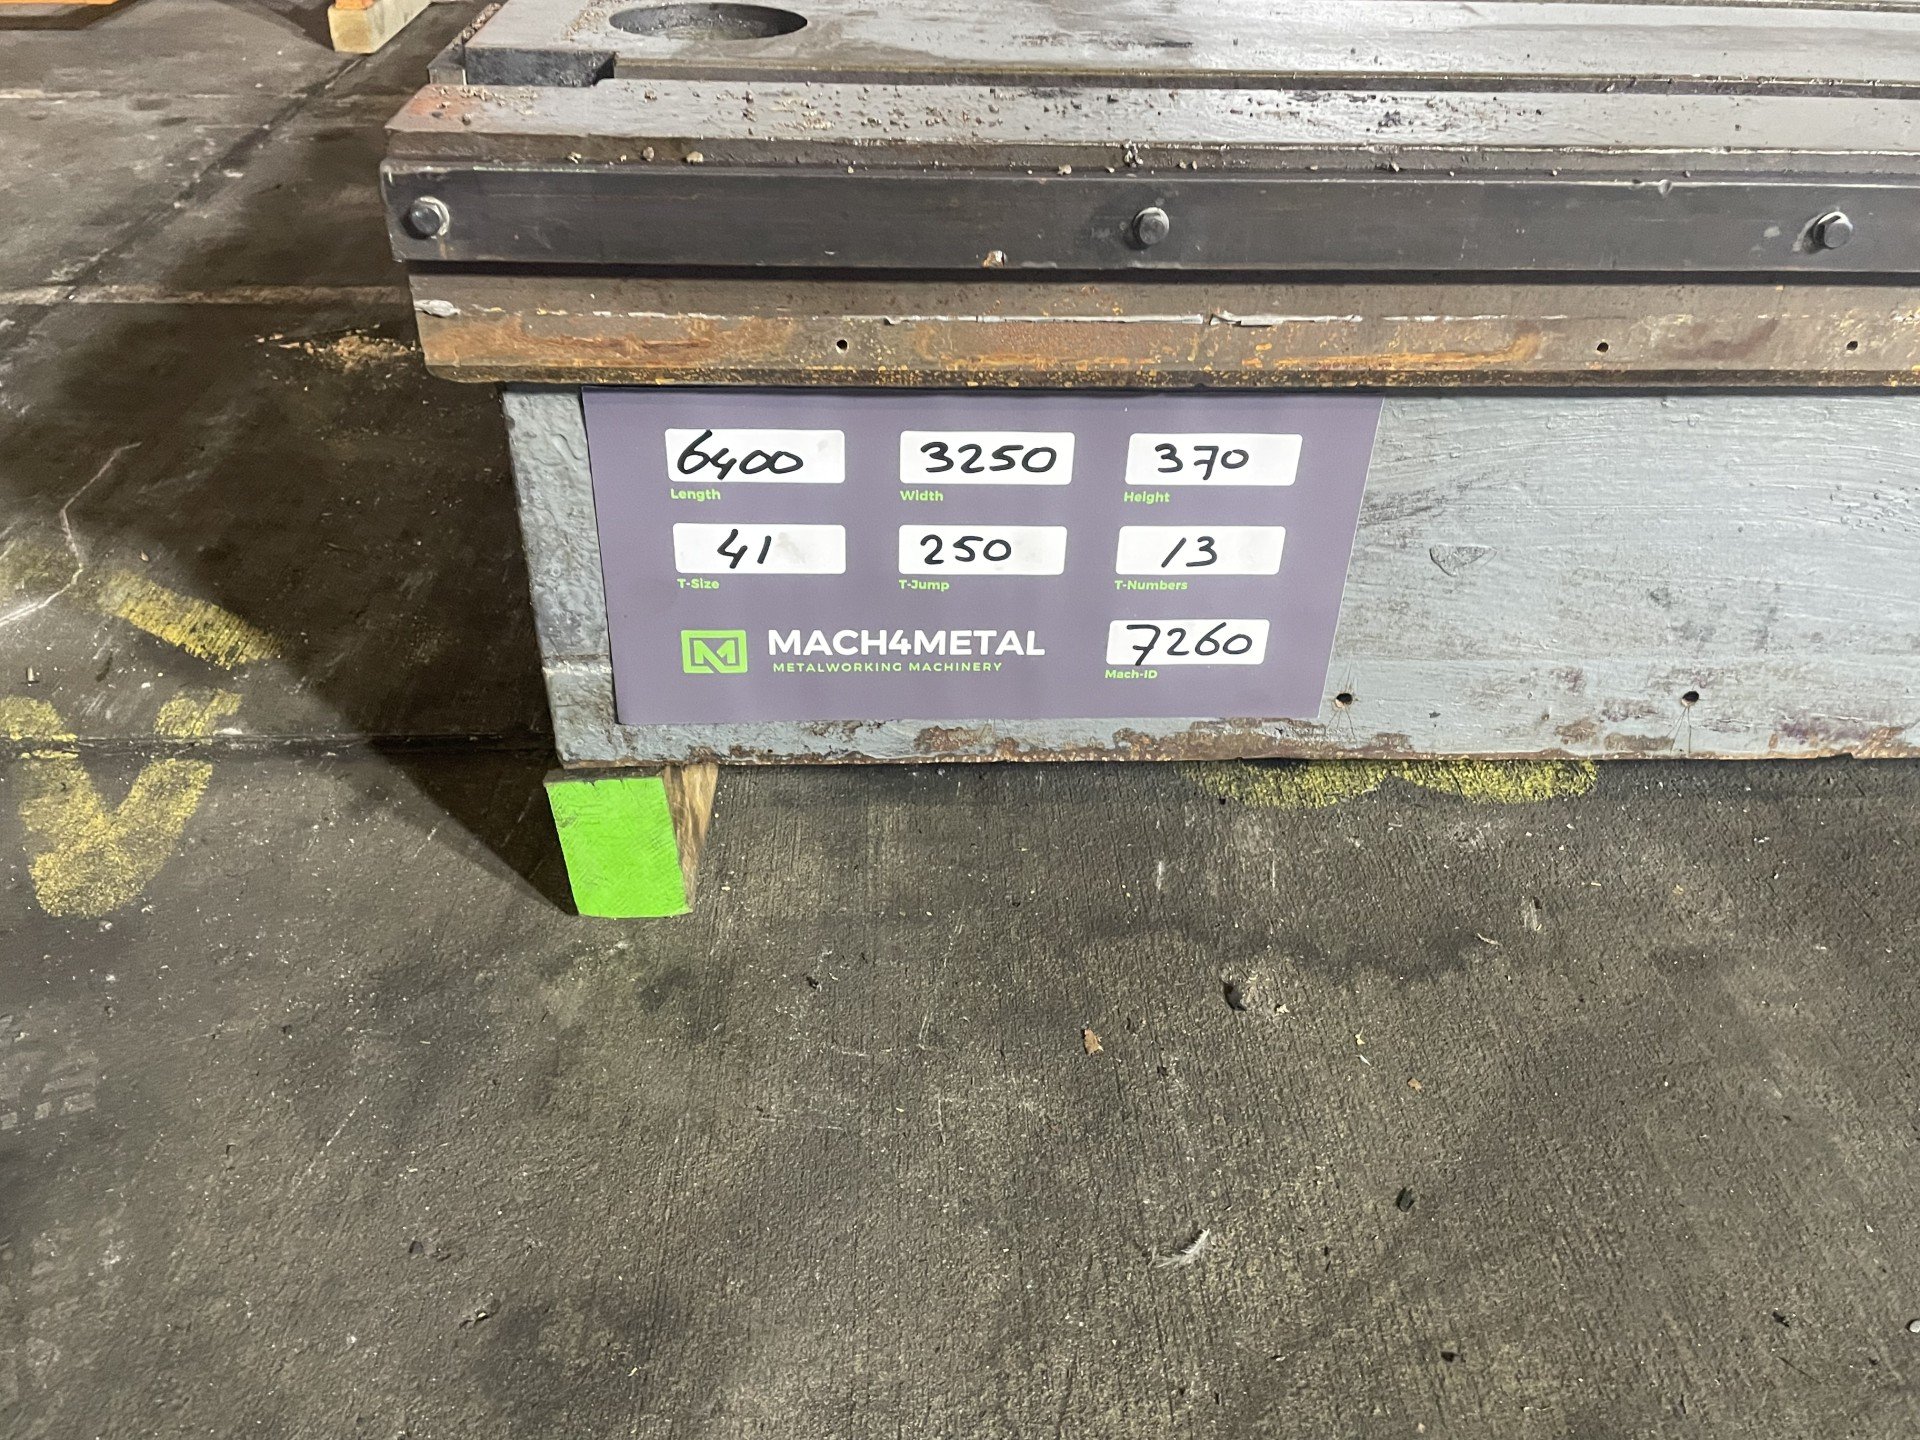 6400 3250 370
Length Width Height
41 250 13
T-Size T-Jump T-Numbers
MACH4METAL 7260
METALWORKING MACHINERY Mach-ID